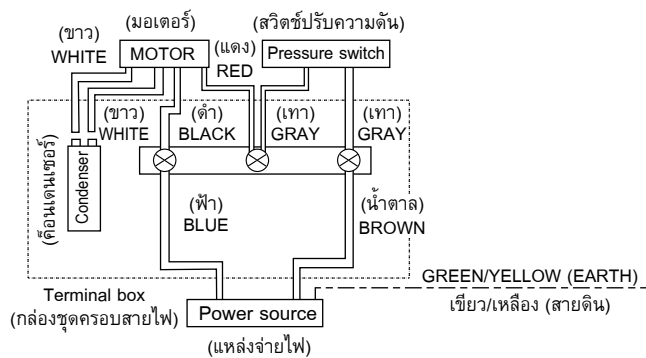 (มอเตอร์)
(สวิตช์ปรับความดัน)
(ขาว)
WHITE
MOTOR
(แดง)
RED
Pressure switch
(ขาว)
WHITE
(ดำ)
BLACK
(เทา)
GRAY
(เทา)
GRAY
(ค็อนเดนเซอร์)
Condenser
(ฟ้า)
BLUE
(น้ำตาล)
BROWN
GREEN/YELLOW (EARTH)
เขียว/เหลือง (สายดิน)
Terminal box
(กล่องชุดครอบสายไฟ)
Power source
(แหล่งจ่ายไฟ)